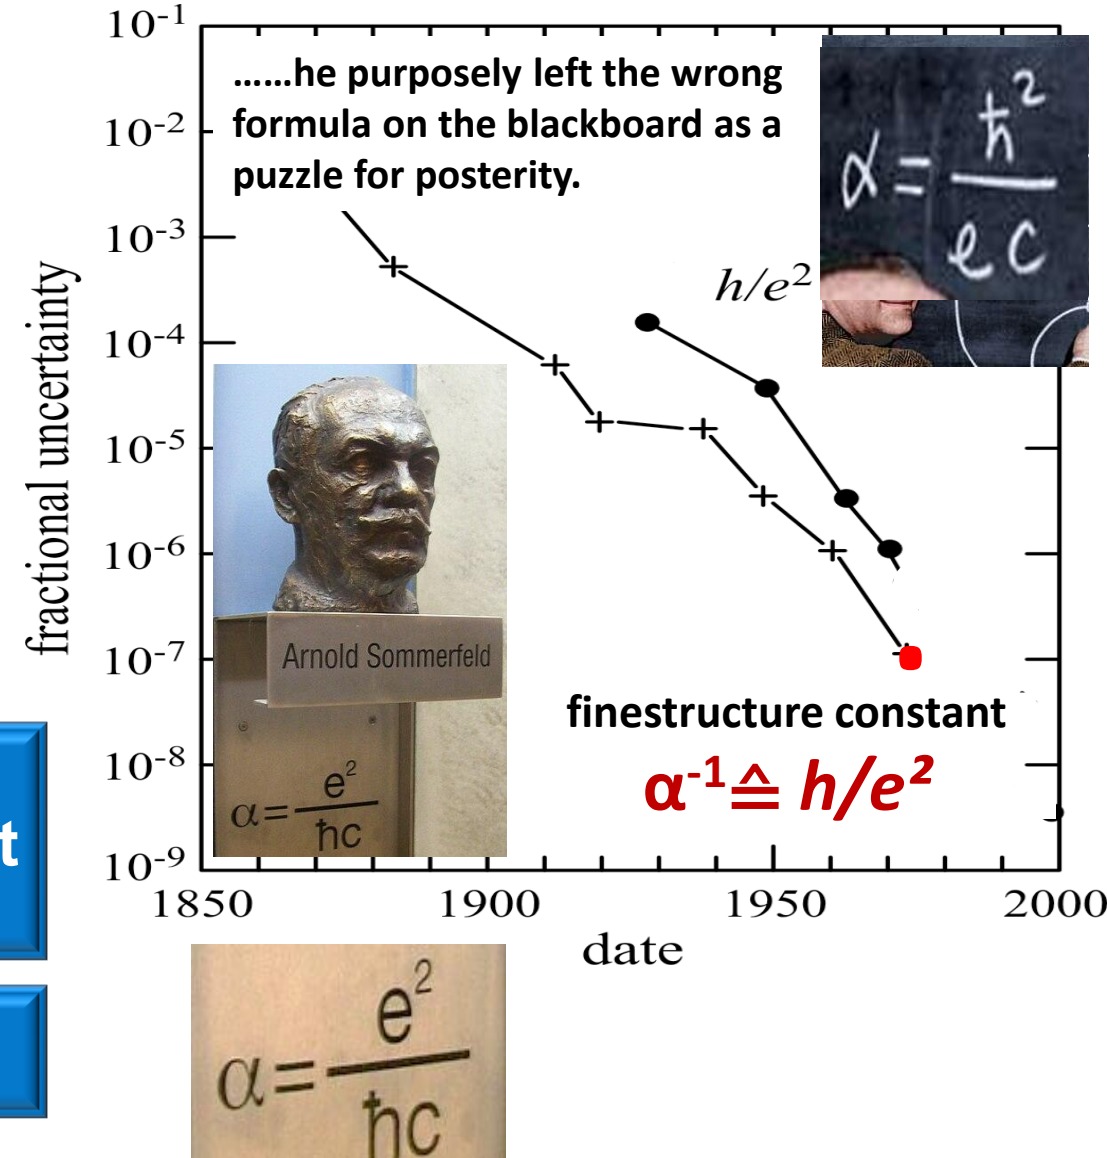 10⁻¹
……he purposely left the wrong
formula on the blackboard as a
puzzle for posterity.
α = ħ² / e c
10⁻²
10⁻³
h/e²
10⁻⁴
10⁻⁵
10⁻⁶
10⁻⁷
10⁻⁸
10⁻⁹
fractional uncertainty
Arnold Sommerfeld
α = e² / ħc
finestructure constant
α⁻¹ ≙ h/e²
t
1850 1900 1950 2000
date
α = e² / ħc